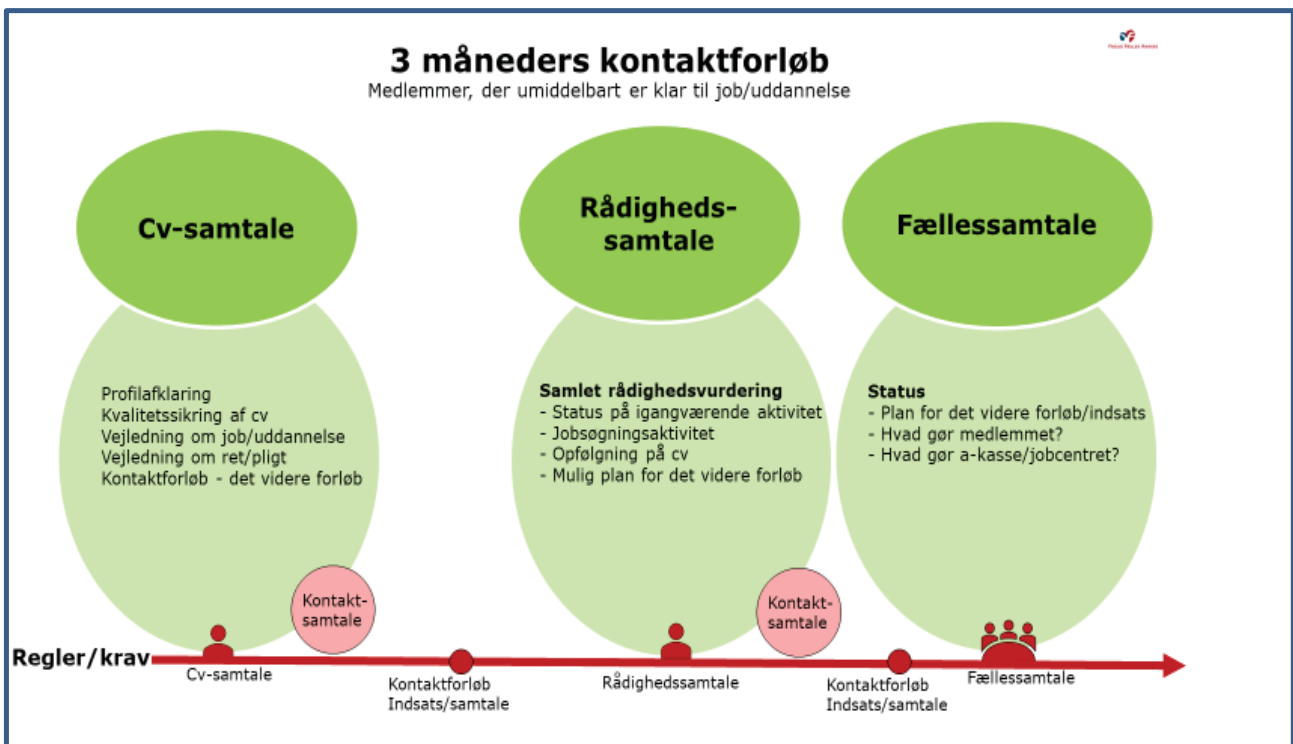 3 måneders kontaktforløb
Medlemmer, der umiddelbart er klar til job/uddannelse
Cv-samtale
Profilafklaring
Kvalitetssikring af cv
Vejledning om job/uddannelse
Vejledning om ret/pligt
Kontaktforløb - det videre forløb
Rådigheds-
samtale
Samlet rådighedsvurdering
- Status på igangværende aktivitet
- Jobsøgningsaktivitet
- Opfølgning på cv
- Mulig plan for det videre forløb
Fællessamtale
Status
- Plan for det videre forløb/indsats
- Hvad gør medlemmet?
- Hvad gør a-kasse/jobcentret?
Kontakt-
samtale
Kontakt-
samtale
Regler/krav
Cv-samtale
Kontaktforløb
Indsats/samtale
Rådighedssamtale
Kontaktforløb
Indsats/samtale
Fællessamtale